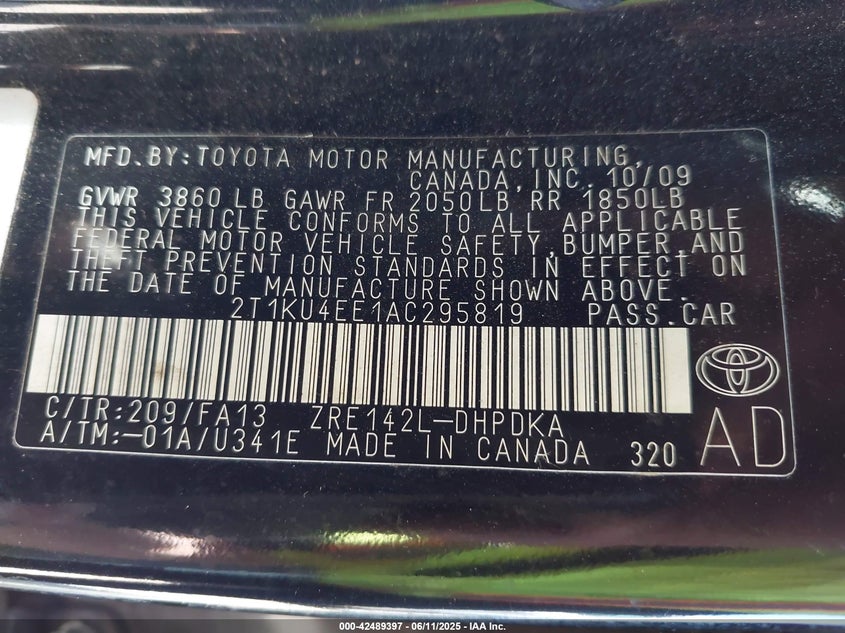 MFD. BY: TOYOTA MOTOR MANUFACTURING,
CANADA, INC. 10/09
GVWR 3860 LB GAWR FR 2050LB RR 1850LB
THIS VEHICLE CONFORMS TO ALL APPLICABLE
FEDERAL MOTOR VEHICLE SAFETY, BUMPER, AND
THEFT PREVENTION STANDARDS IN EFFECT ON
THE DATE OF MANUFACTURE SHOWN ABOVE.
2T1KU4EE1AC295819 PASS. CAR
C/TR: 209/FA13 ZRE142L-DHPDKA
A/TM: -01A/U341E MADE IN CANADA 320 AD
000-42489397 - 06/11/2025 - IAA Inc.